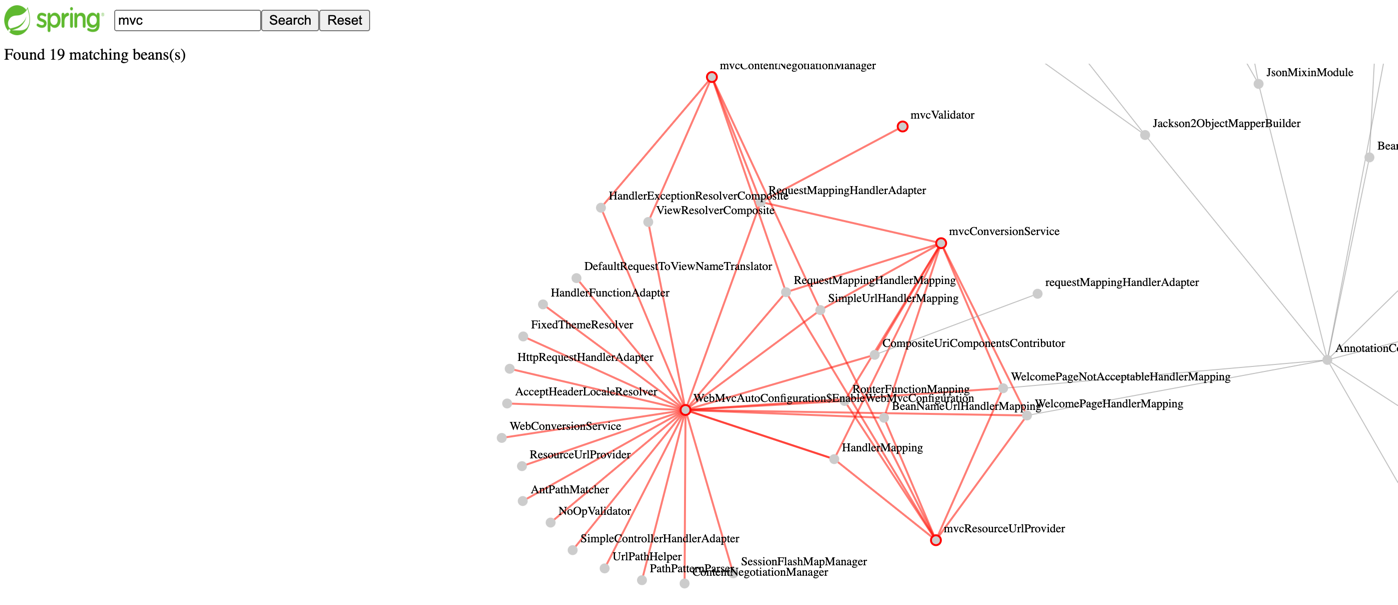 spring
mvc
Search
Reset
Found 19 matching beans(s)
mvcContentNegotiationManager
JsonMixinModule
mvcValidator
Jackson2ObjectMapperBuilder
Bear
RequestMappingHandlerAdapter
HandlerExceptionResolverComposite
ViewResolverComposite
mvcConversionService
DefaultRequestToViewNameTranslator
RequestMappingHandlerMapping
requestMappingHandlerAdapter
HandlerFunctionAdapter
SimpleUrlHandlerMapping
FixedThemeResolver
CompositeUriComponentsContributor
AnnotationCo
HttpRequestHandlerAdapter
WelcomePageNotAcceptableHandlerMapping
AcceptHeaderLocaleResolver
RouterFunctionMapping
WebMvcAutoConfiguration$EnableWebMvcConfiguration
BeanNameUrlHandlerMapping
WelcomePageHandlerMapping
WebConversionService
HandlerMapping
ResourceUrlProvider
AntPathMatcher
NoOpValidator
mvcResourceUrlProvider
SimpleControllerHandlerAdapter
UrlPathHelper
SessionFlashMapManager
PathPatternParser
ContentNegotiationManager